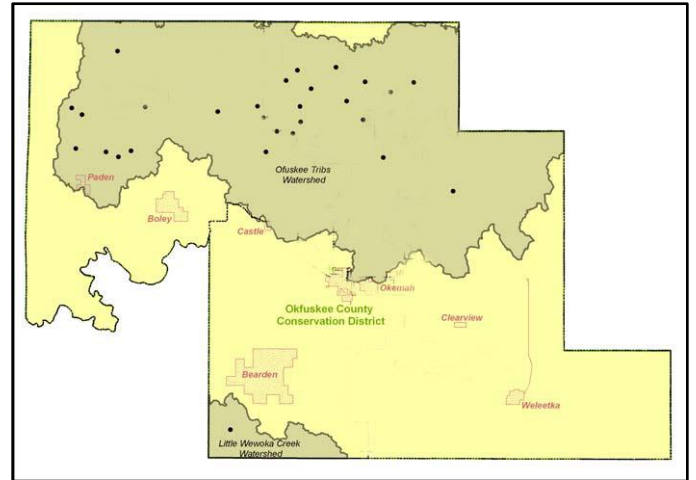 Ofuskee Tribs
Watershed
Paden
Boley
Castle
Okemah
Okfuskee County
Conservation District
Clearview
Bearden
Weleetka
Little Wewoka Creek
Watershed